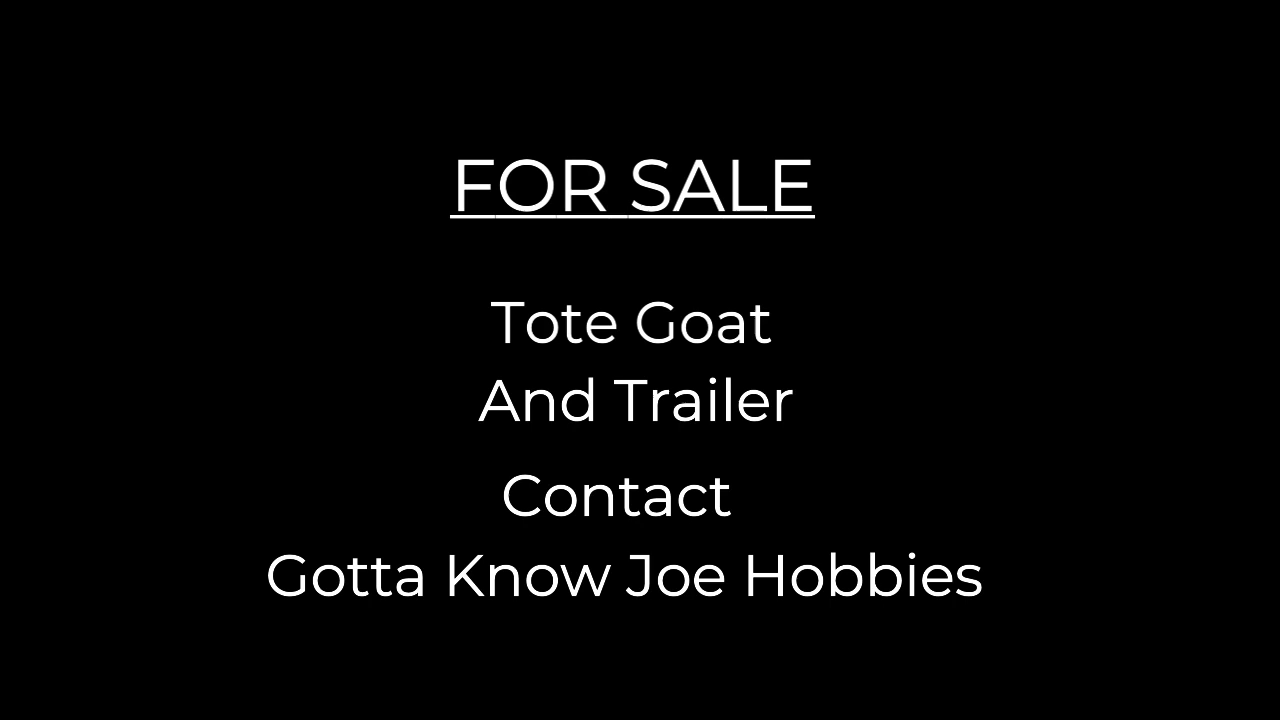 FOR SALE
Tote Goat
And Trailer
Contact
Gotta Know Joe Hobbies